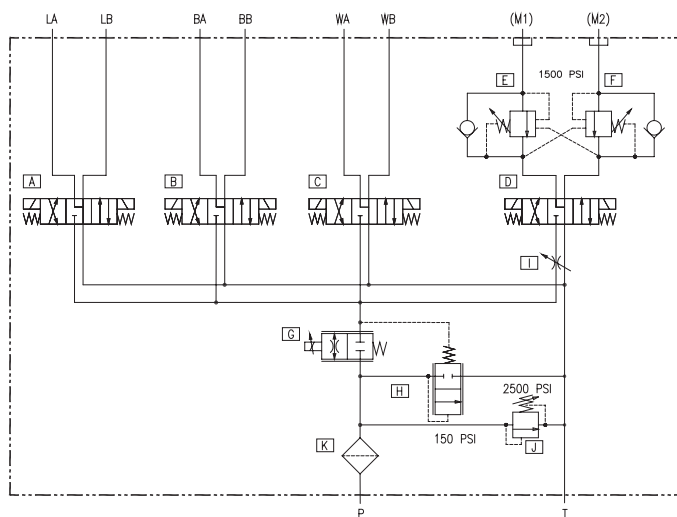 LA LB BA BB WA WB (M1) (M2)
E 1500 PSI F
A B C D
I
G
H 2500 PSI
150 PSI J
K
P T